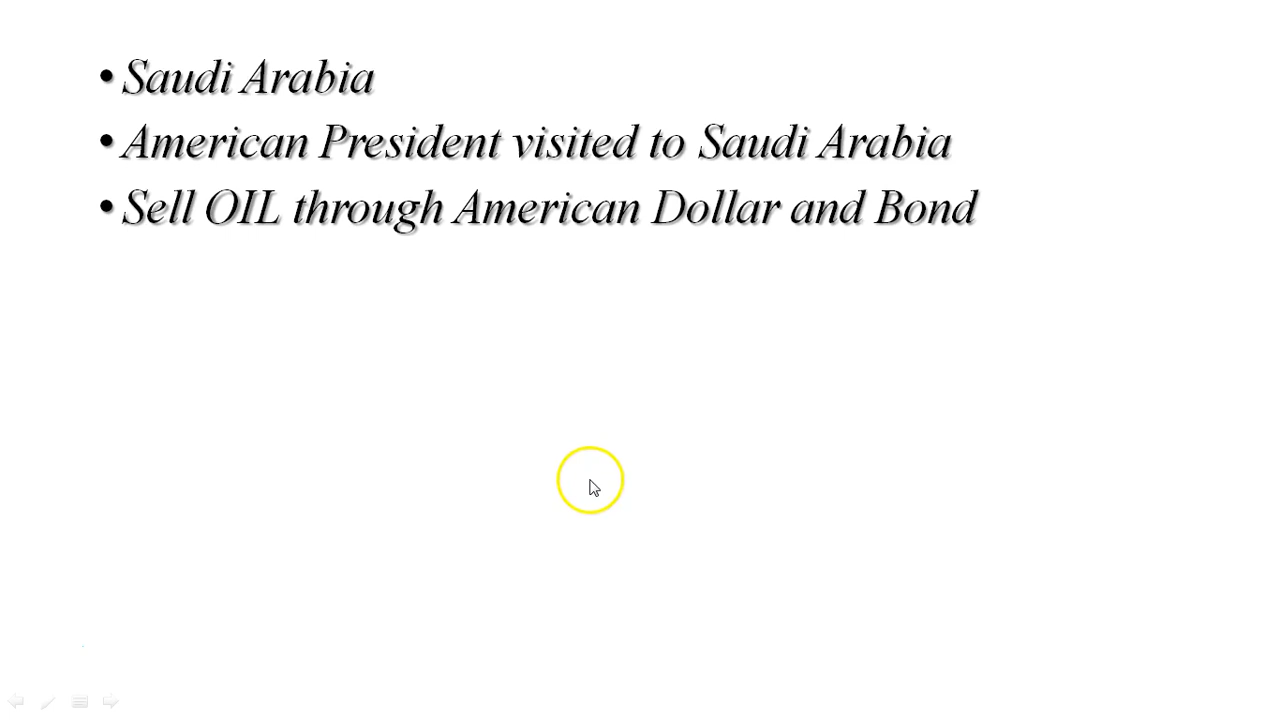 • Saudi Arabia
• American President visited to Saudi Arabia
• Sell OIL through American Dollar and Bond